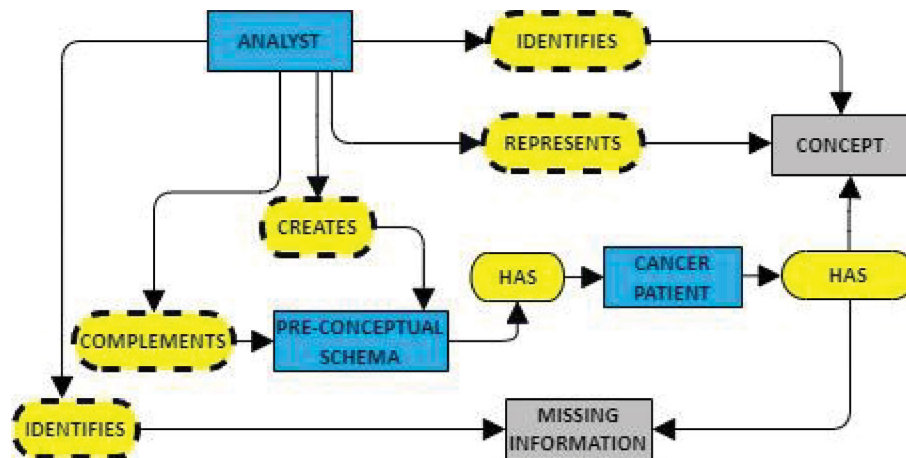 ANALYST
IDENTIFIES
REPRESENTS
CONCEPT
CREATES
HAS
CANCER
PATIENT
HAS
COMPLEMENTS
PRE-CONCEPTUAL
SCHEMA
IDENTIFIES
MISSING
INFORMATION